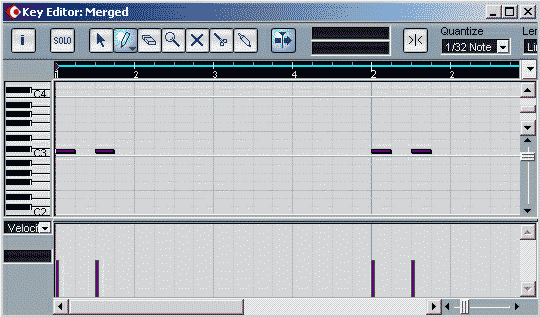 Key Editor: Merged
i
SOLO
Quantize
Le
1/32 Note
Li
1
2
3
4
2
2
C4
C3
C2
Veloci